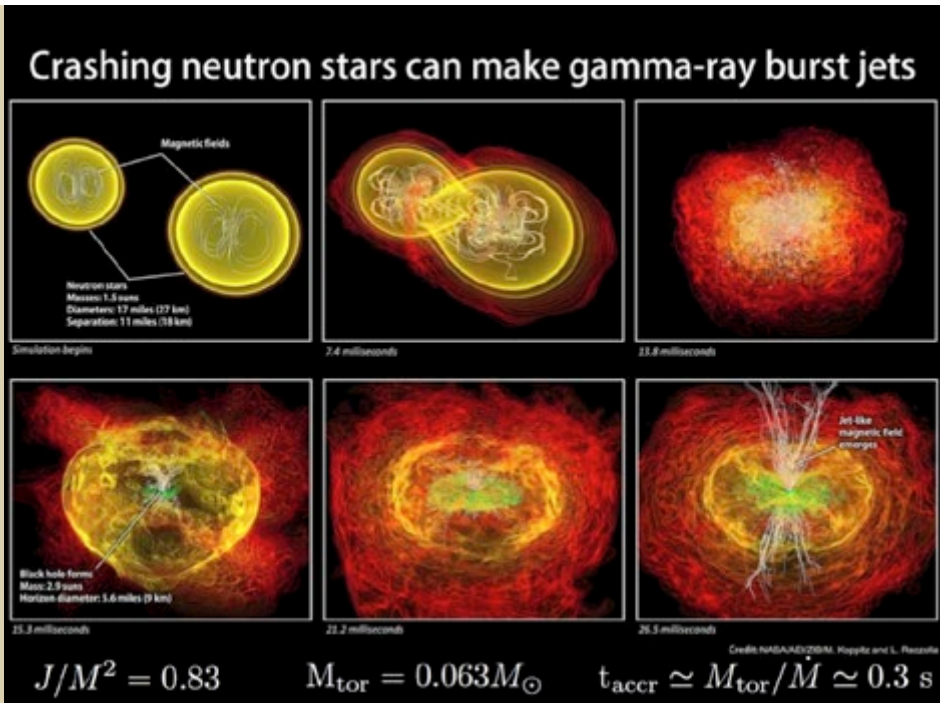 Crashing neutron stars can make gamma-ray burst jets
Magnetic fields
Neutron stars
Masses: 1.5 suns
Diameters: 17 miles (27 km)
Separation: 11 miles (18 km)
Simulation begins
7.4 milliseconds
13.8 milliseconds
Jet-like
magnetic field
emerges
Black hole forms
Mass: 2.9 suns
Horizon diameter: 5.6 miles (9 km)
15.3 milliseconds
21.2 milliseconds
26.5 milliseconds
Credit: NASA/AEI/ZIB/M. Koppitz and L. Rezzolla
J/M² = 0.83
M_tor = 0.063M_⊙
t_accr ≃ M_tor/Ṁ ≃ 0.3 s